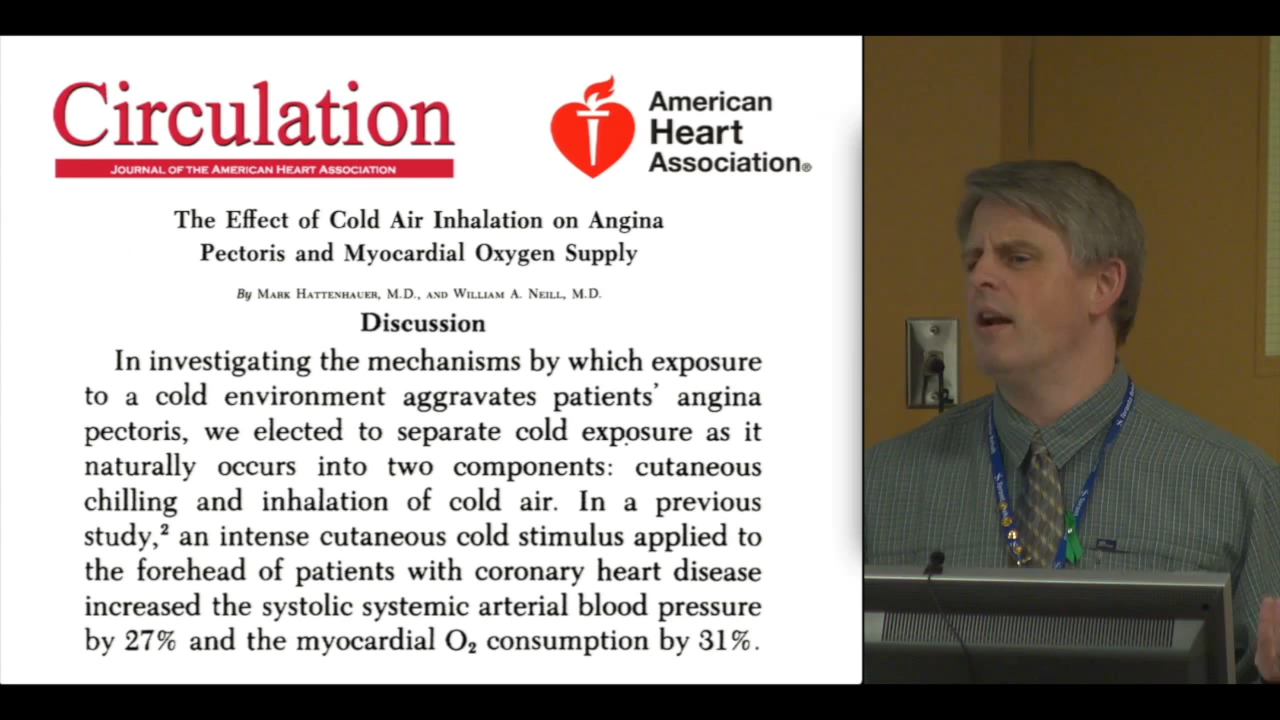 Circulation
JOURNAL OF THE AMERICAN HEART ASSOCIATION
American
Heart
Association®
The Effect of Cold Air Inhalation on Angina
Pectoris and Myocardial Oxygen Supply
By MARK HATTENHAUER, M.D., AND WILLIAM A. NEILL, M.D.
Discussion
In investigating the mechanisms by which exposure
to a cold environment aggravates patients' angina
pectoris, we elected to separate cold exposure as it
naturally occurs into two components: cutaneous
chilling and inhalation of cold air. In a previous
study,² an intense cutaneous cold stimulus applied to
the forehead of patients with coronary heart disease
increased the systolic systemic arterial blood pressure
by 27% and the myocardial O₂ consumption by 31%.